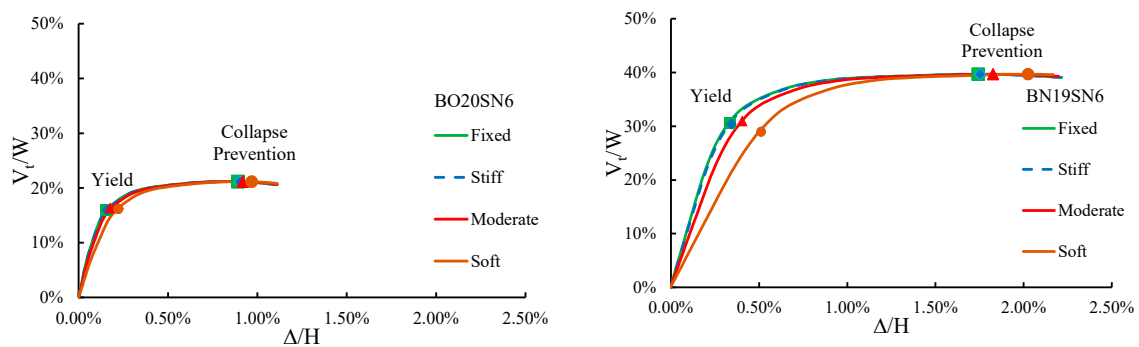 50%
40%
30%
20%
10%
0%
V_t/W
0.00%
0.50%
1.00%
1.50%
2.00%
2.50%
Δ/H
Yield
Collapse
Prevention
BO20SN6
Fixed
Stiff
Moderate
Soft
50%
40%
30%
20%
10%
0%
V_t/W
0.00%
0.50%
1.00%
1.50%
2.00%
2.50%
Δ/H
Yield
Collapse
Prevention
BN19SN6
Fixed
Stiff
Moderate
Soft